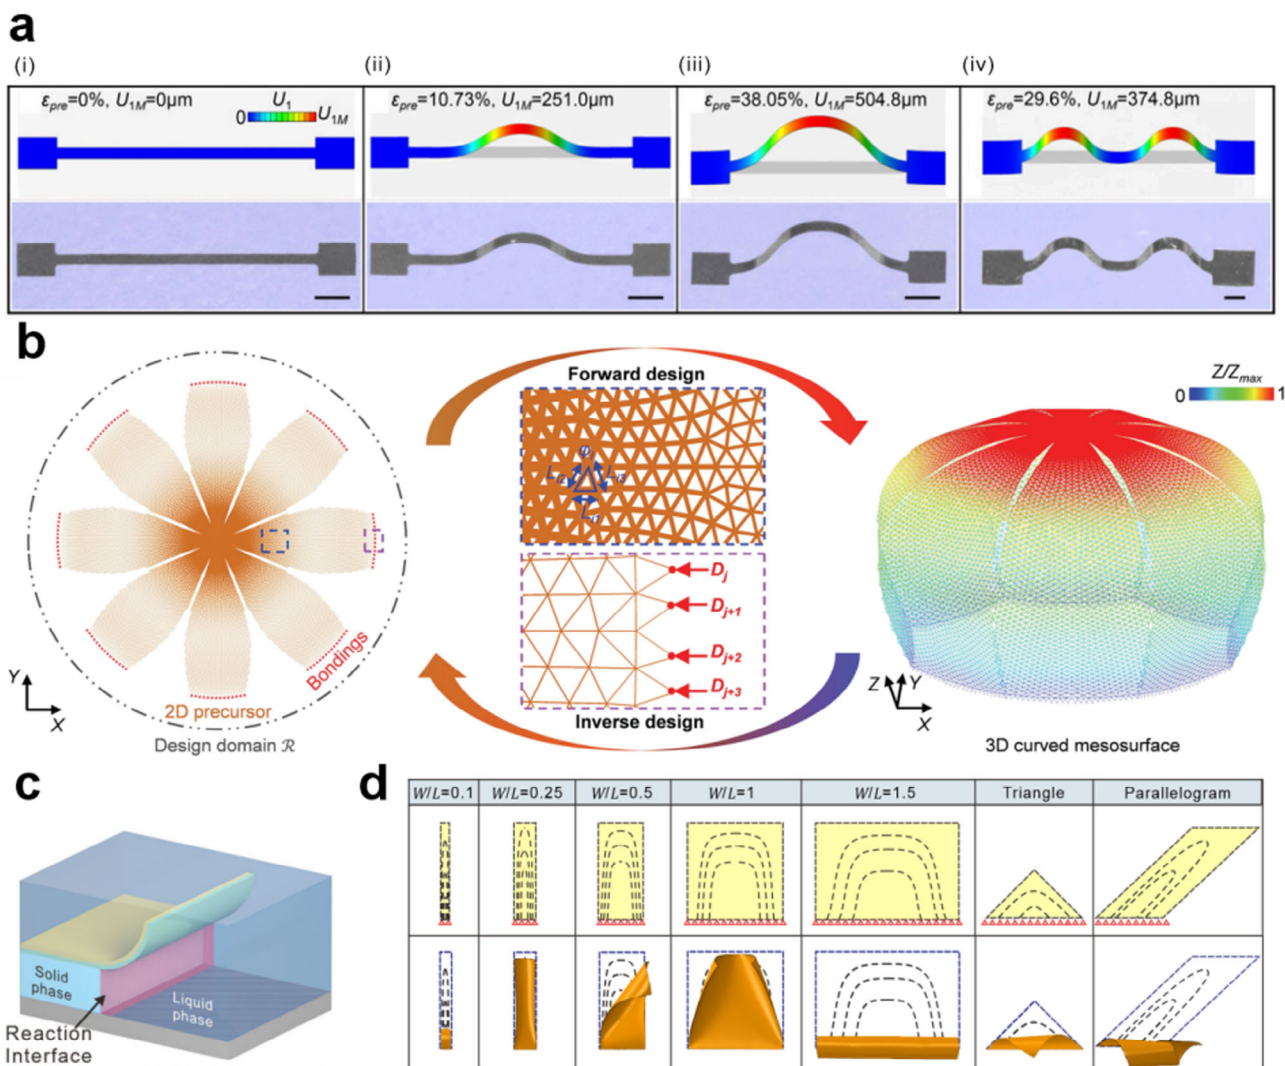 a
(i)
(ii)
(iii)
(iv)
εpre=0%, U1M=0μm
U1
0
U1M
εpre=10.73%, U1M=251.0μm
εpre=38.05%, U1M=504.8μm
εpre=29.6%, U1M=374.8μm
b
Forward design
φ
Li2
Li3
Li1
Dj
Dj+1
Dj+2
Dj+3
Inverse design
Bondings
2D precursor
Y
X
Design domain ℛ
Z/Zmax
0
1
Z
Y
X
3D curved mesosurface
c
Solid
phase
Liquid
phase
Reaction
Interface
d
W/L=0.1
W/L=0.25
W/L=0.5
W/L=1
W/L=1.5
Triangle
Parallelogram